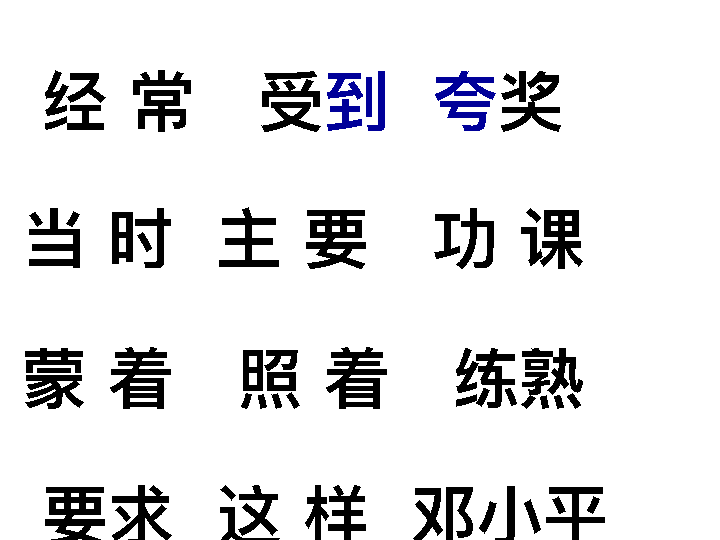 经 常 受到 夸奖
当 时 主 要 功 课
蒙 着 照 着 练熟
要求 这 样 邓小平